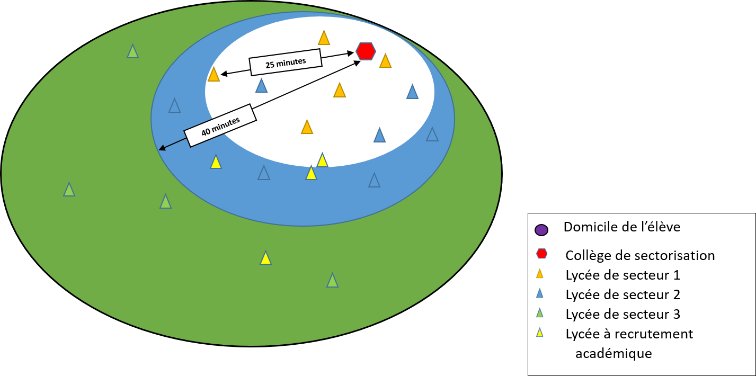 25 minutes
40 minutes
Domicile de l'élève
Collège de sectorisation
Lycée de secteur 1
Lycée de secteur 2
Lycée de secteur 3
Lycée à recrutement
académique